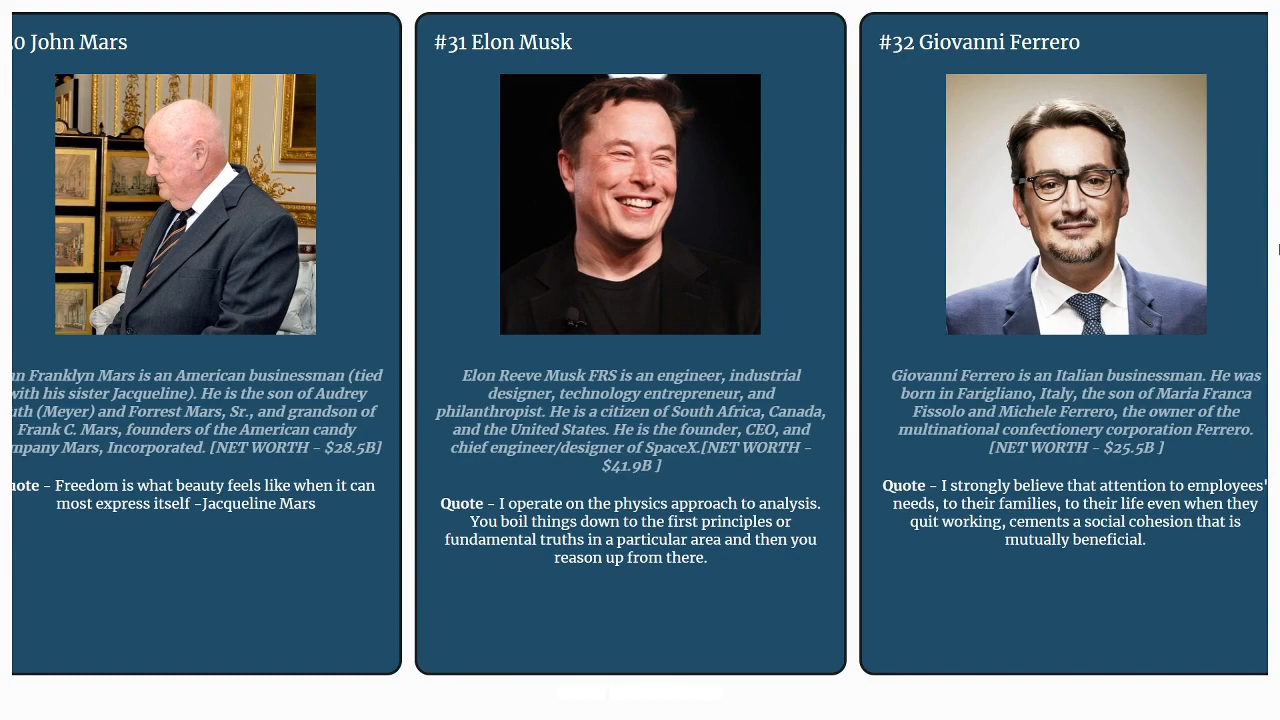 0 John Mars
n Franklyn Mars is an American businessman (tied
with his sister Jacqueline). He is the son of Audrey
uth (Meyer) and Forrest Mars, Sr., and grandson of
Frank C. Mars, founders of the American candy
mpany Mars, Incorporated. [NET WORTH - $28.5B]
uote - Freedom is what beauty feels like when it can
most express itself -Jacqueline Mars
#31 Elon Musk
Elon Reeve Musk FRS is an engineer, industrial
designer, technology entrepreneur, and
philanthropist. He is a citizen of South Africa, Canada,
and the United States. He is the founder, CEO, and
chief engineer/designer of SpaceX.[NET WORTH -
$41.9B ]
Quote - I operate on the physics approach to analysis.
You boil things down to the first principles or
fundamental truths in a particular area and then you
reason up from there.
#32 Giovanni Ferrero
Giovanni Ferrero is an Italian businessman. He was
born in Farigliano, Italy, the son of Maria Franca
Fissolo and Michele Ferrero, the owner of the
multinational confectionery corporation Ferrero.
[NET WORTH - $25.5B ]
Quote - I strongly believe that attention to employees'
needs, to their families, to their life even when they
quit working, cements a social cohesion that is
mutually beneficial.